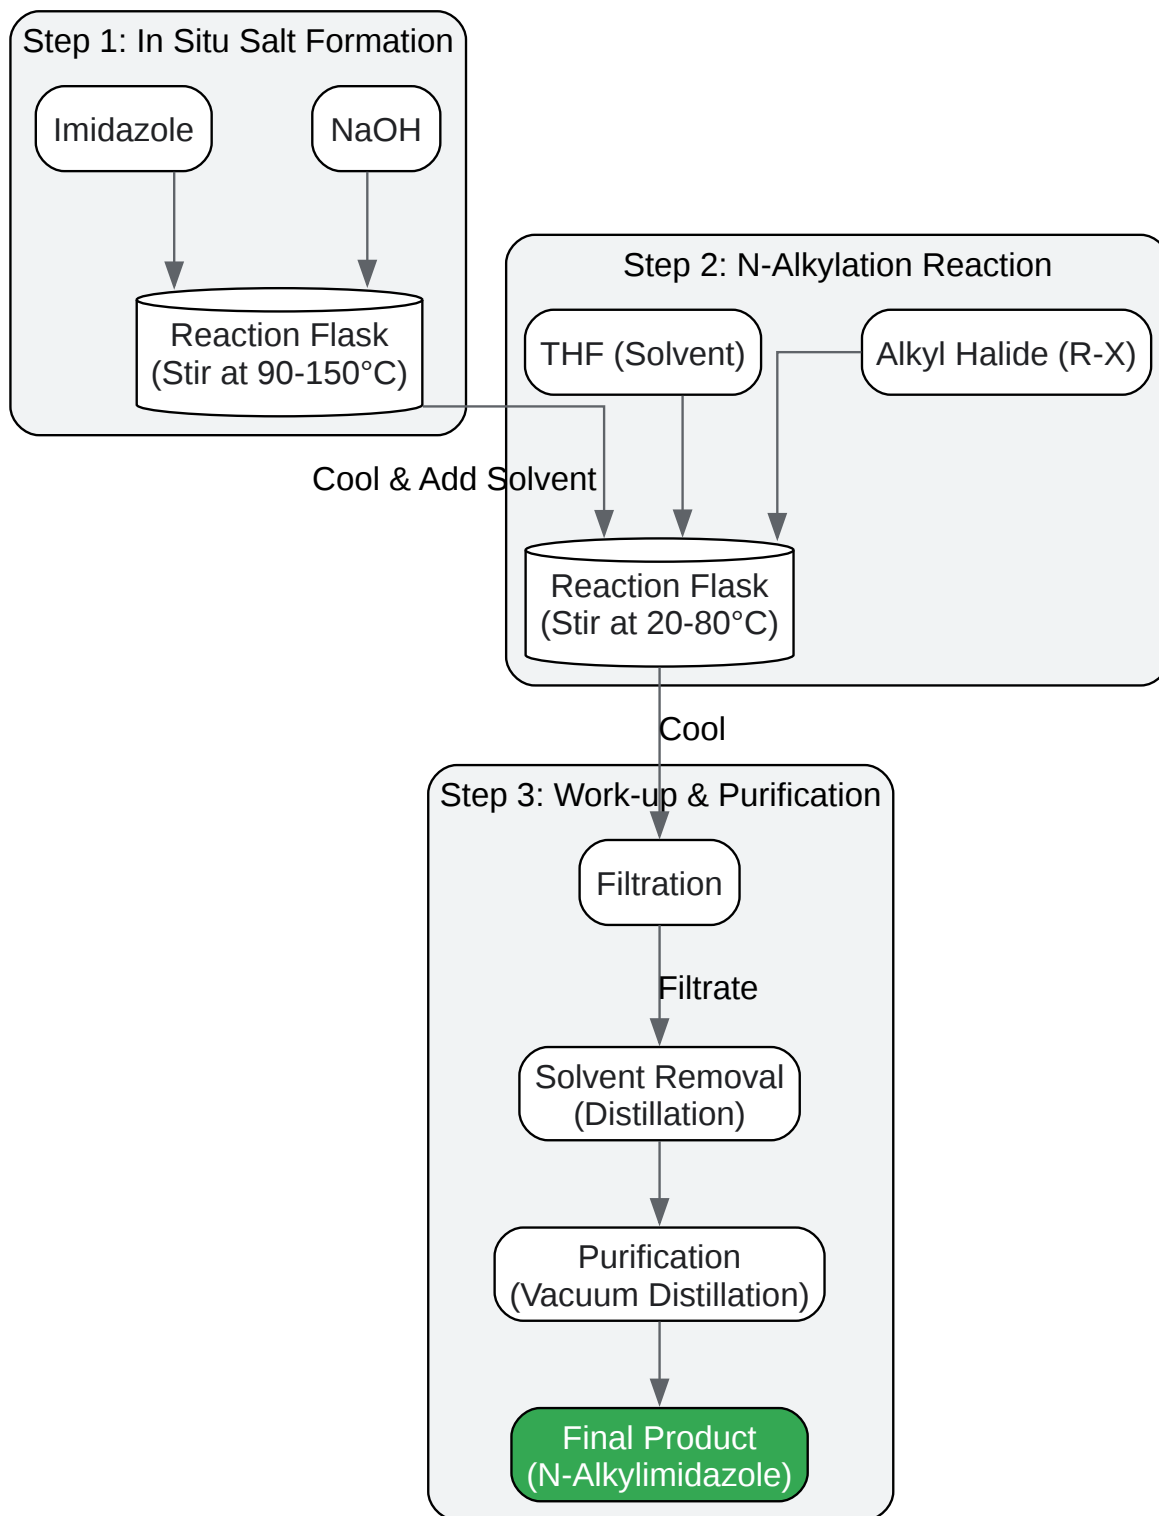 Step 1: In Situ Salt Formation
Imidazole
NaOH
Reaction Flask
(Stir at 90-150°C)
Step 2: N-Alkylation Reaction
THF (Solvent)
Alkyl Halide (R-X)
Cool & Add Solvent
Reaction Flask
(Stir at 20-80°C)
Cool
Step 3: Work-up & Purification
Filtration
Filtrate
Solvent Removal
(Distillation)
Purification
(Vacuum Distillation)
Final Product
(N-Alkylimidazole)